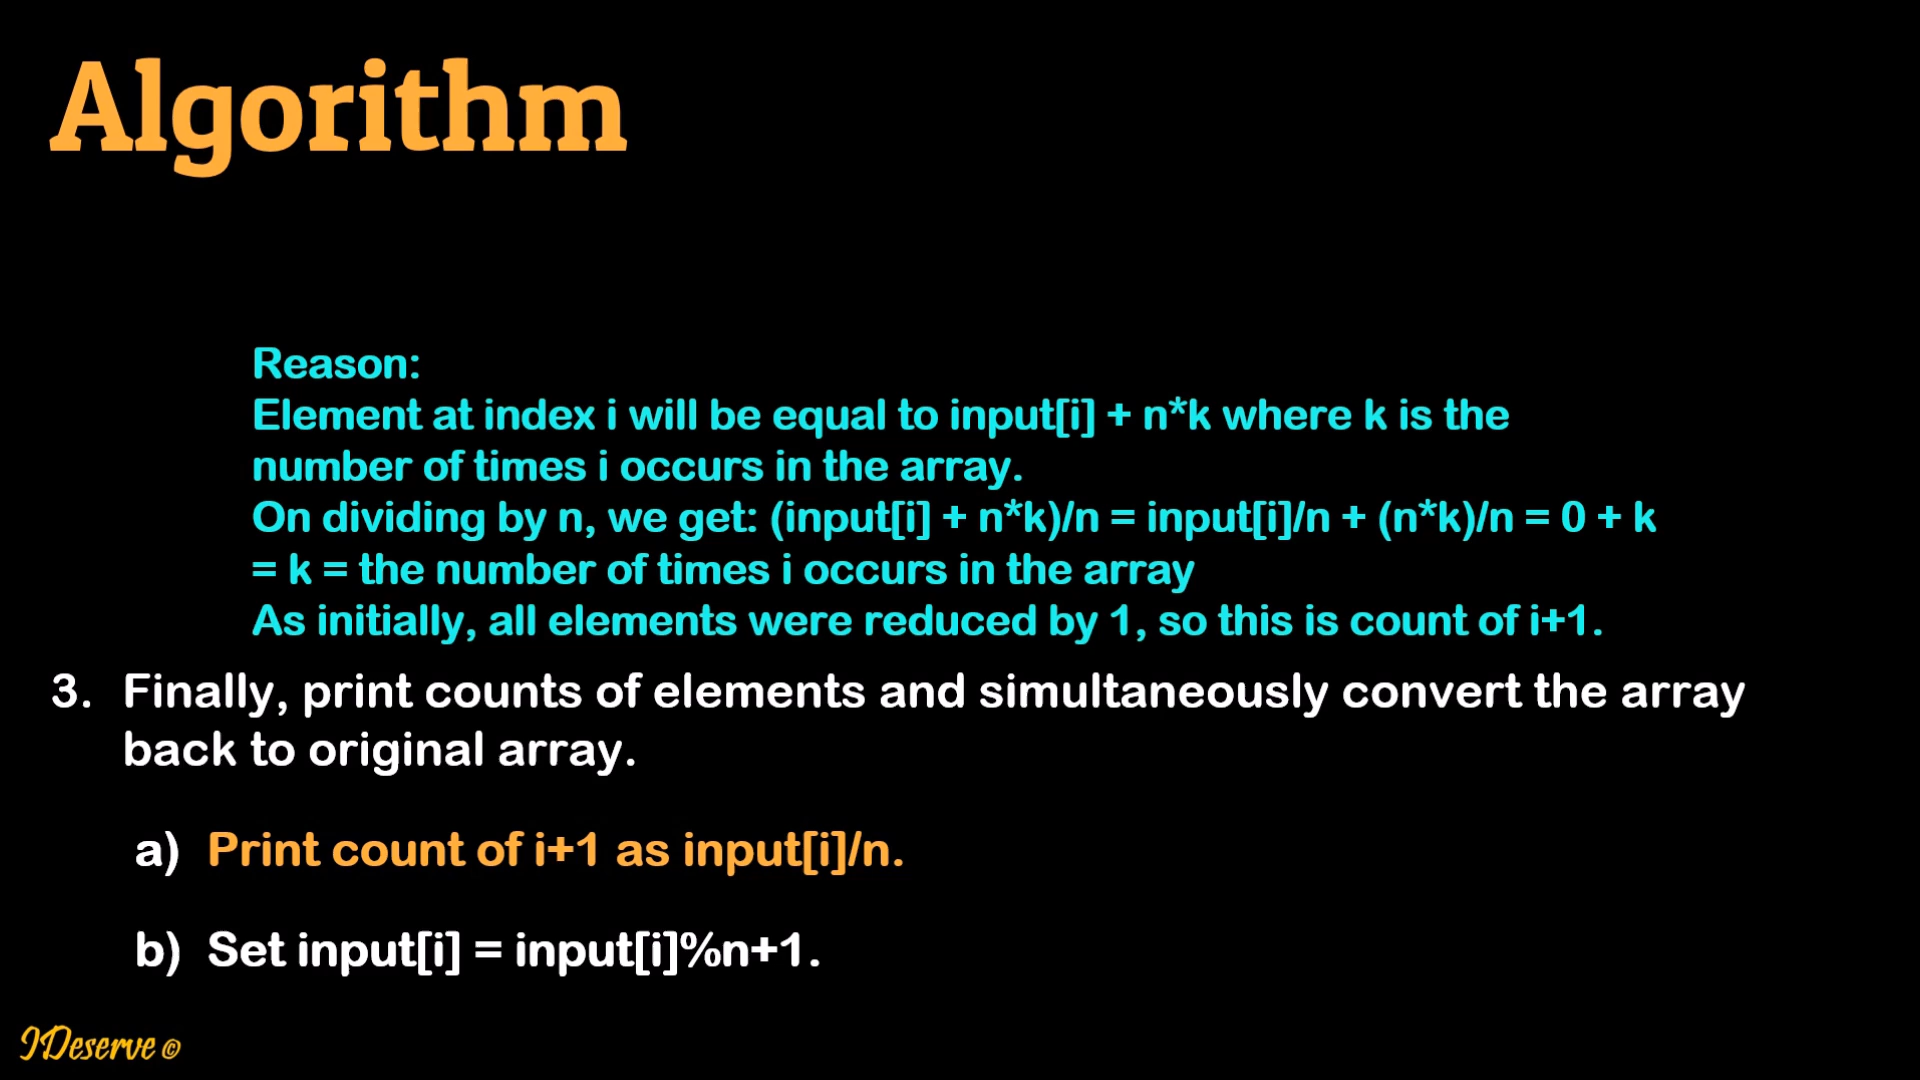 Algorithm
Reason:
Element at index i will be equal to input[i] + n*k where k is the
number of times i occurs in the array.
On dividing by n, we get: (input[i] + n*k)/n = input[i]/n + (n*k)/n = 0 + k
= k = the number of times i occurs in the array
As initially, all elements were reduced by 1, so this is count of i+1.
3. Finally, print counts of elements and simultaneously convert the array
back to original array.
a) Print count of i+1 as input[i]/n.
b) Set input[i] = input[i]%n+1.
IDeserve ©